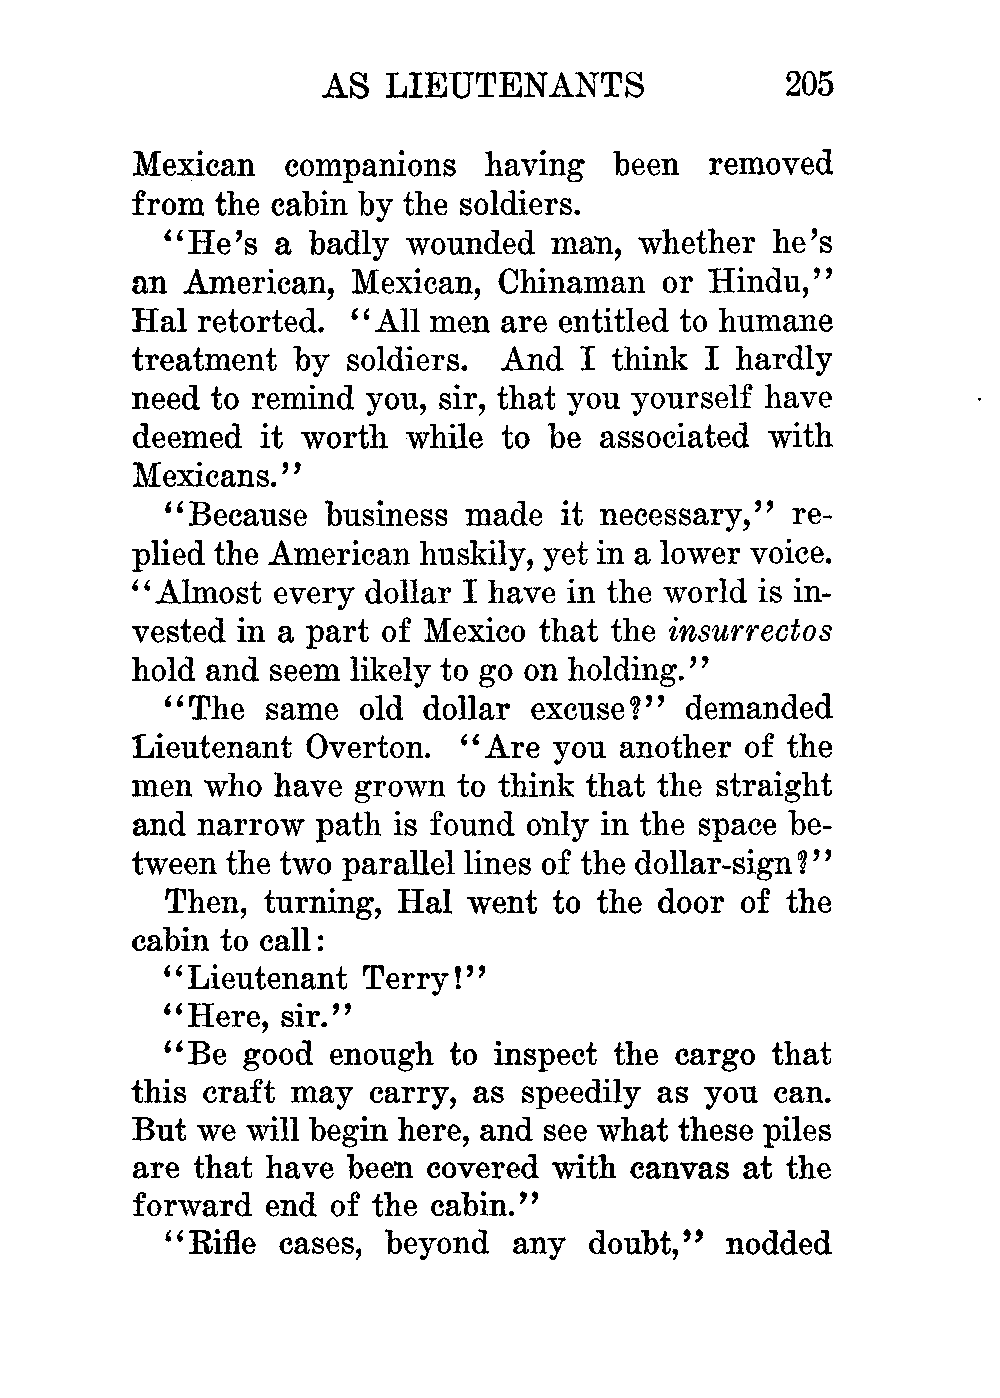 AS LIEUTENANTS 205
Mexican companions having been removed
from the cabin by the soldiers.
“He’s a badly wounded man, whether he’s
an American, Mexican, Chinaman or Hindu,”
Hal retorted. “All men are entitled to humane
treatment by soldiers. And I think I hardly
need to remind you, sir, that you yourself have
deemed it worth while to be associated with
Mexicans.”
“Because business made it necessary,” re-
plied the American huskily, yet in a lower voice.
“Almost every dollar I have in the world is in-
vested in a part of Mexico that the insurrectos
hold and seem likely to go on holding.”
“The same old dollar excuse?” demanded
Lieutenant Overton. “Are you another of the
men who have grown to think that the straight
and narrow path is found only in the space be-
tween the two parallel lines of the dollar-sign?”
Then, turning, Hal went to the door of the
cabin to call:
“Lieutenant Terry!”
“Here, sir.”
“Be good enough to inspect the cargo that
this craft may carry, as speedily as you can.
But we will begin here, and see what these piles
are that have been covered with canvas at the
forward end of the cabin.”
“Rifle cases, beyond any doubt,” nodded